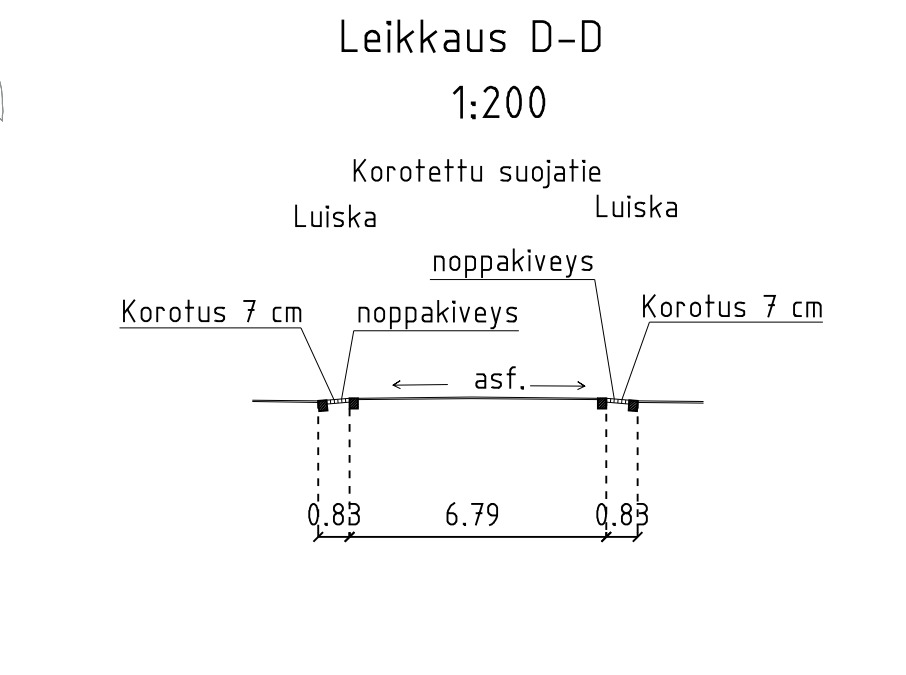 Leikkaus D-D
1:200
Korotettu suojatie
Luiska
Luiska
noppakiveys
Korotus 7 cm
noppakiveys
Korotus 7 cm
asf.
0.83
6.79
0.83